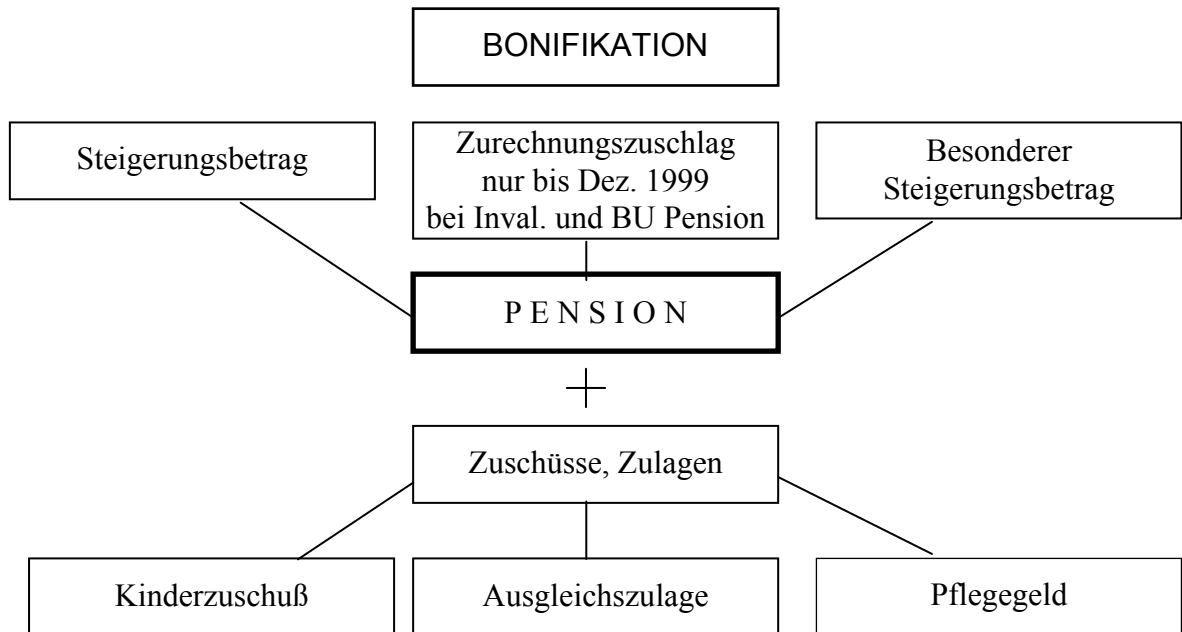 BONIFIKATION
Steigerungsbetrag
Zurechnungszuschlag
nur bis Dez. 1999
bei Inval. und BU Pension
Besonderer
Steigerungsbetrag
P E N S I O N
+
Zuschüsse, Zulagen
Kinderzuschuß
Ausgleichszulage
Pflegegeld